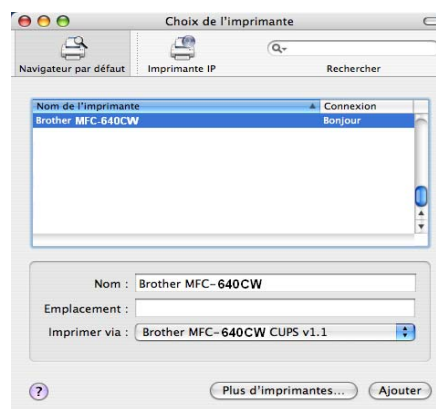 Choix de l'imprimante
Navigateur par défaut
Imprimante IP
Rechercher
Nom de l'imprimante
Connexion
Brother MFC-640CW
Bonjour
Nom : Brother MFC-640CW
Emplacement :
Imprimer via : Brother MFC-640CW CUPS v1.1
?
Plus d'imprimantes...
Ajouter